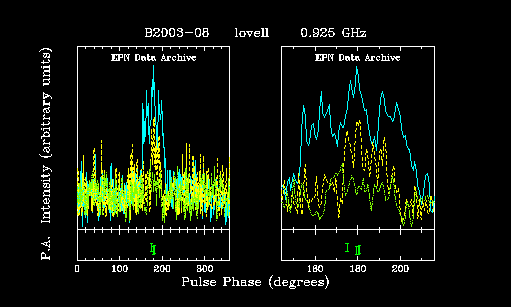 B2003-08 lovell 0.925 GHz
EPN Data Archive EPN Data Archive
P.A. Intensity (arbitrary units)
0 100 200 300 160 180 200
Pulse Phase (degrees)